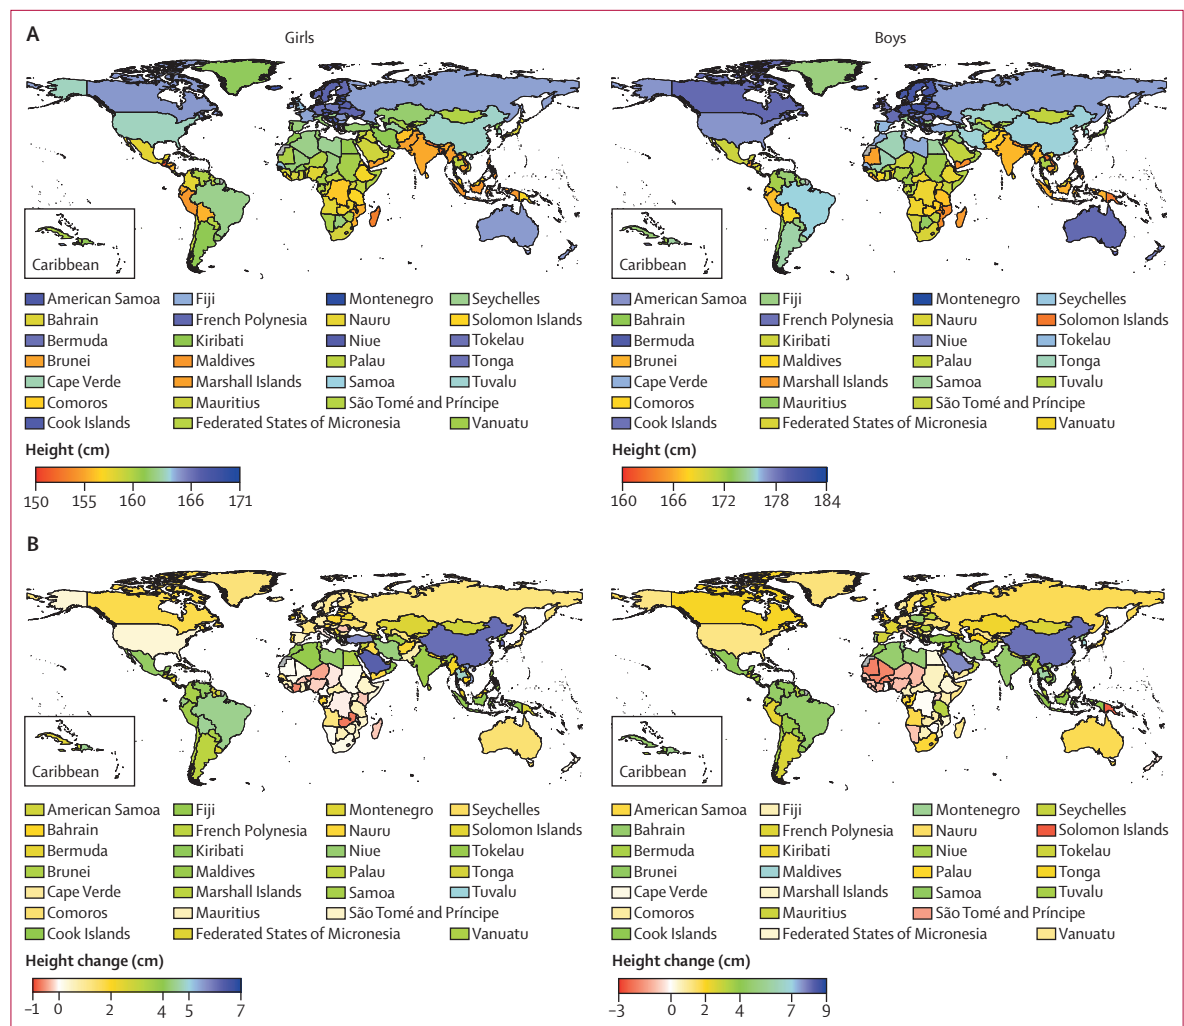 A
Girls Boys
Caribbean Caribbean
American Samoa Fiji Montenegro Seychelles American Samoa Fiji Montenegro Seychelles
Bahrain French Polynesia Nauru Solomon Islands Bahrain French Polynesia Nauru Solomon Islands
Bermuda Kiribati Niue Tokelau Bermuda Kiribati Niue Tokelau
Brunei Maldives Palau Tonga Brunei Maldives Palau Tonga
Cape Verde Marshall Islands Samoa Tuvalu Cape Verde Marshall Islands Samoa Tuvalu
Comoros Mauritius São Tomé and Príncipe Comoros Mauritius São Tomé and Príncipe
Cook Islands Federated States of Micronesia Vanuatu Cook Islands Federated States of Micronesia Vanuatu
Height (cm) Height (cm)
150 155 160 166 171 160 166 172 178 184
B
Caribbean Caribbean
American Samoa Fiji Montenegro Seychelles American Samoa Fiji Montenegro Seychelles
Bahrain French Polynesia Nauru Solomon Islands Bahrain French Polynesia Nauru Solomon Islands
Bermuda Kiribati Niue Tokelau Bermuda Kiribati Niue Tokelau
Brunei Maldives Palau Tonga Brunei Maldives Palau Tonga
Cape Verde Marshall Islands Samoa Tuvalu Cape Verde Marshall Islands Samoa Tuvalu
Comoros Mauritius São Tomé and Príncipe Comoros Mauritius São Tomé and Príncipe
Cook Islands Federated States of Micronesia Vanuatu Cook Islands Federated States of Micronesia Vanuatu
Height change (cm) Height change (cm)
–1 0 2 4 5 7 –3 0 2 4 7 9